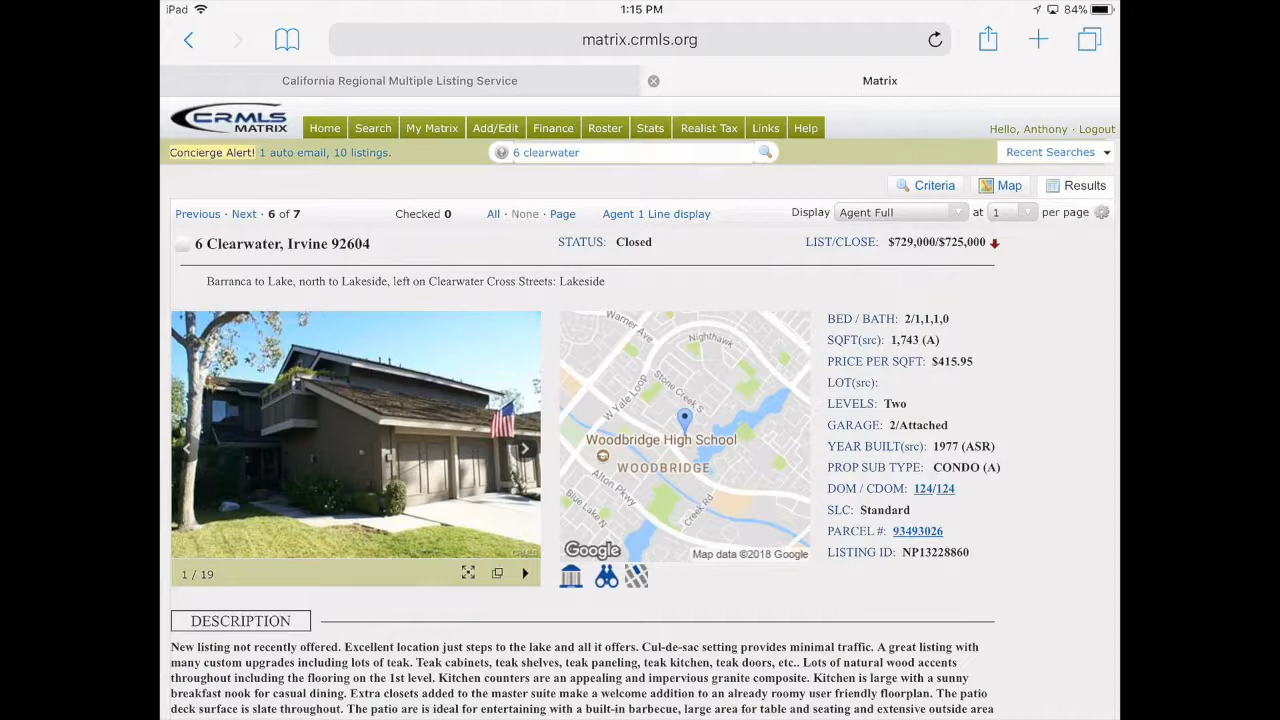 iPad 1:15 PM 84%
matrix.crmls.org
California Regional Multiple Listing Service Matrix
CRMLS MATRIX
Home Search My Matrix Add/Edit Finance Roster Stats Realist Tax Links Help
Hello, Anthony · Logout
Concierge Alert! 1 auto email, 10 listings. 6 clearwater Recent Searches
Criteria Map Results
Previous · Next · 6 of 7 Checked 0 All · None · Page Agent 1 Line display Display Agent Full at 1 per page
6 Clearwater, Irvine 92604 STATUS: Closed LIST/CLOSE: $729,000/$725,000
Barranca to Lake, north to Lakeside, left on Clearwater Cross Streets: Lakeside
Warner Ave
Nighthawk
Stone Creek S
W Yale Loop
Woodbridge High School
WOODBRIDGE
Alton Pkwy
Blue Lake N
Creek Rd
Google Map data ©2018 Google
CRMLS
1 / 19
BED / BATH: 2/1,1,1,0
SQFT(src): 1,743 (A)
PRICE PER SQFT: $415.95
LOT(src):
LEVELS: Two
GARAGE: 2/Attached
YEAR BUILT(src): 1977 (ASR)
PROP SUB TYPE: CONDO (A)
DOM / CDOM: 124/124
SLC: Standard
PARCEL #: 93493026
LISTING ID: NP13228860
DESCRIPTION
New listing not recently offered. Excellent location just steps to the lake and all it offers. Cul-de-sac setting provides minimal traffic. A great listing with
many custom upgrades including lots of teak. Teak cabinets, teak shelves, teak paneling, teak kitchen, teak doors, etc.. Lots of natural wood accents
throughout including the flooring on the 1st level. Kitchen counters are an appealing and impervious granite composite. Kitchen is large with a sunny
breakfast nook for casual dining. Extra closets added to the master suite make a welcome addition to an already roomy user friendly floorplan. The patio
deck surface is slate throughout. The patio are is ideal for entertaining with a built-in barbecue, large area for table and seating and extensive outside area